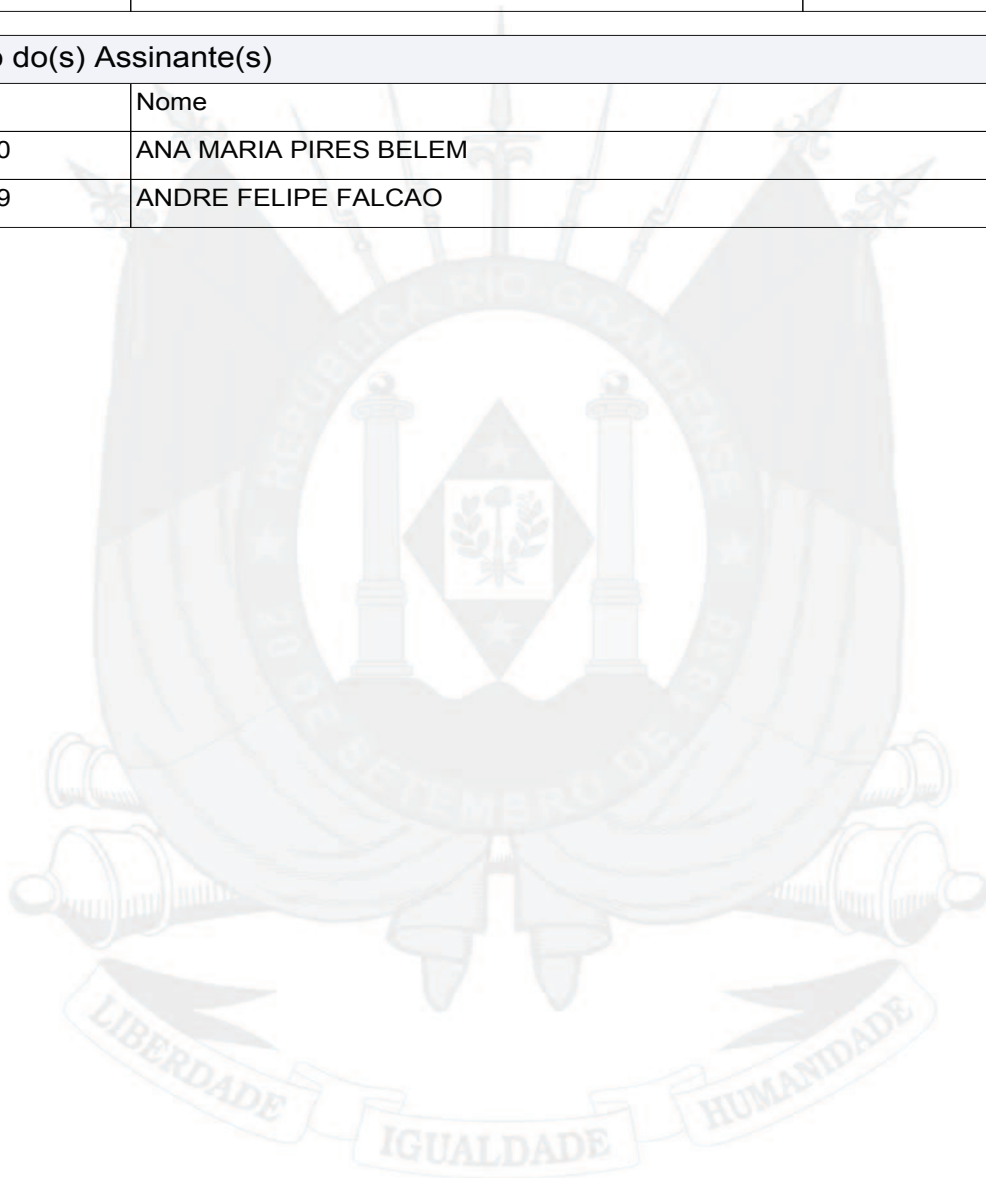 o do(s) Assinante(s)
Nome
0 ANA MARIA PIRES BELEM
9 ANDRE FELIPE FALCAO
REPUBLICA RIO GRANDENSE
20 DE SETEMBRO DE 1835
LIBERDADE IGUALDADE HUMANIDADE